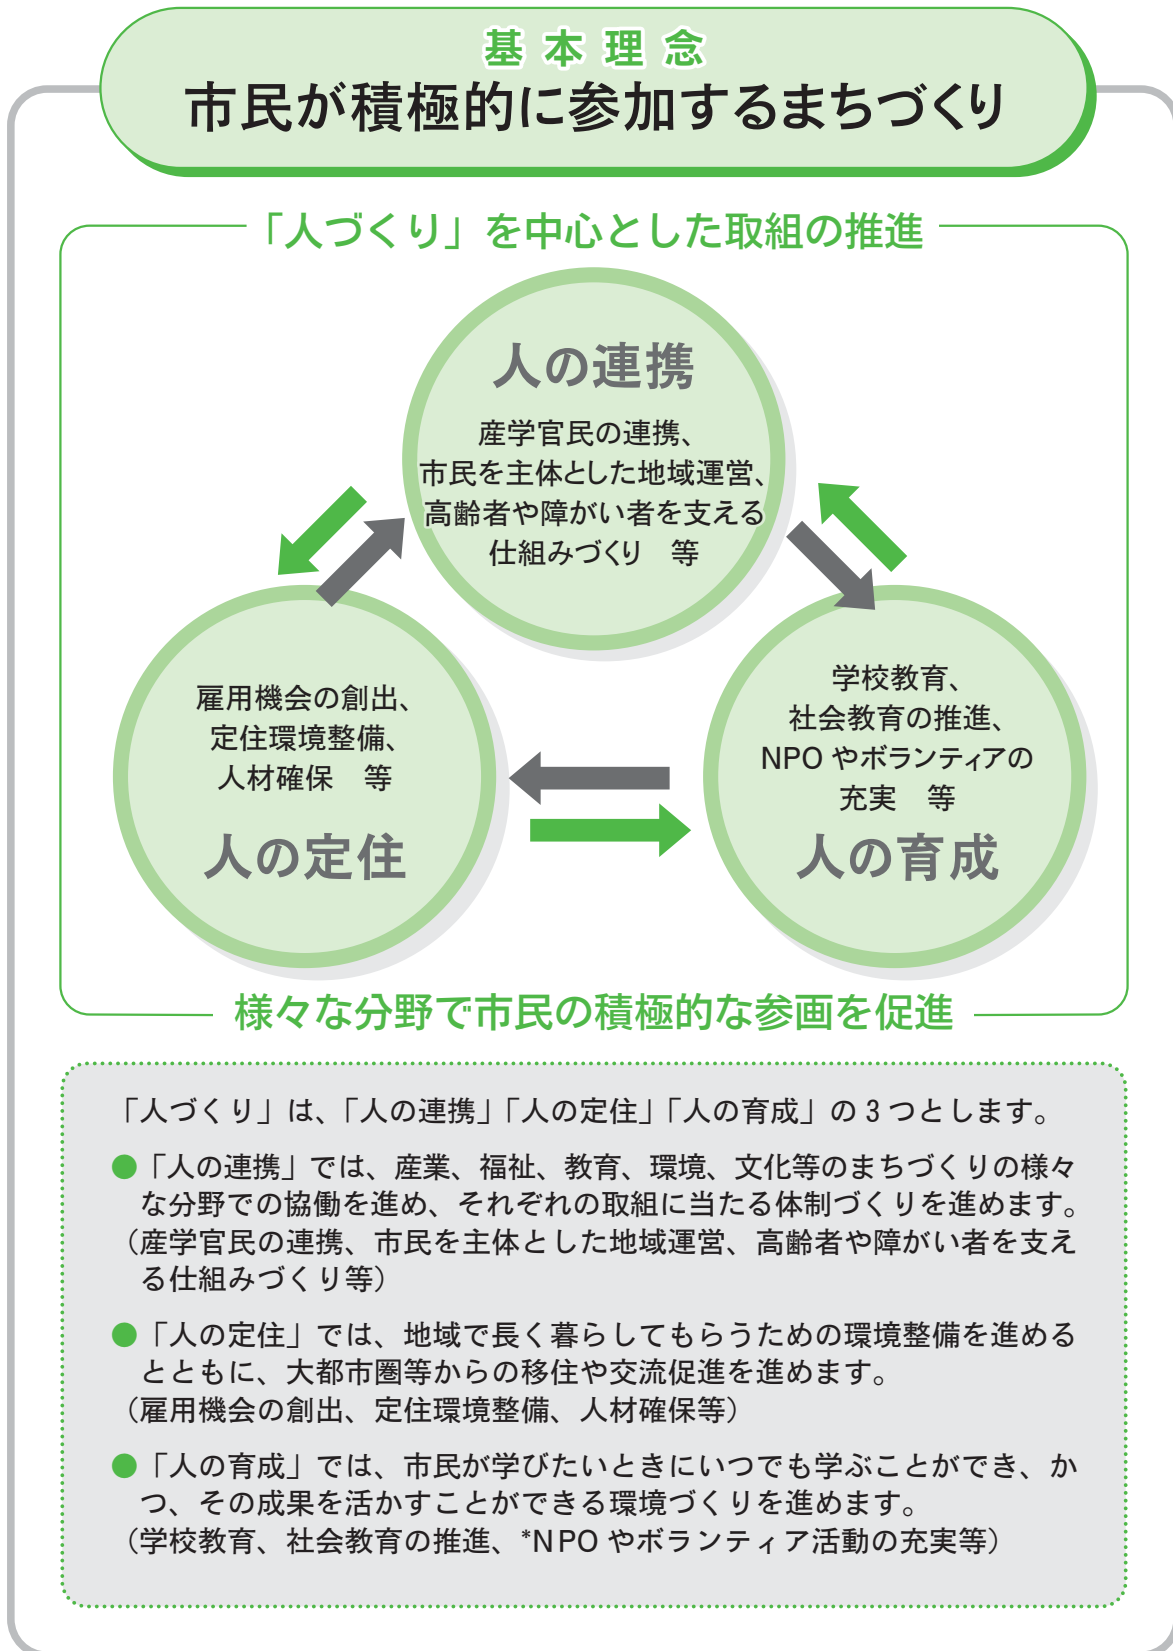 基本理念
市民が積極的に参加するまちづくり
「人づくり」を中心とした取組の推進
人の連携
産学官民の連携、
市民を主体とした地域運営、
高齢者や障がい者を支える
仕組みづくり　等
雇用機会の創出、
定住環境整備、
人材確保　等
人の定住
学校教育、
社会教育の推進、
NPOやボランティアの
充実　等
人の育成
様々な分野で市民の積極的な参画を促進
「人づくり」は、「人の連携」「人の定住」「人の育成」の3つとします。
●「人の連携」では、産業、福祉、教育、環境、文化等のまちづくりの様々
な分野での協働を進め、それぞれの取組に当たる体制づくりを進めます。
（産学官民の連携、市民を主体とした地域運営、高齢者や障がい者を支え
る仕組みづくり等）
●「人の定住」では、地域で長く暮らしてもらうための環境整備を進める
とともに、大都市圏等からの移住や交流促進を進めます。
（雇用機会の創出、定住環境整備、人材確保等）
●「人の育成」では、市民が学びたいときにいつでも学ぶことができ、か
つ、その成果を活かすことができる環境づくりを進めます。
（学校教育、社会教育の推進、*NPOやボランティア活動の充実等）